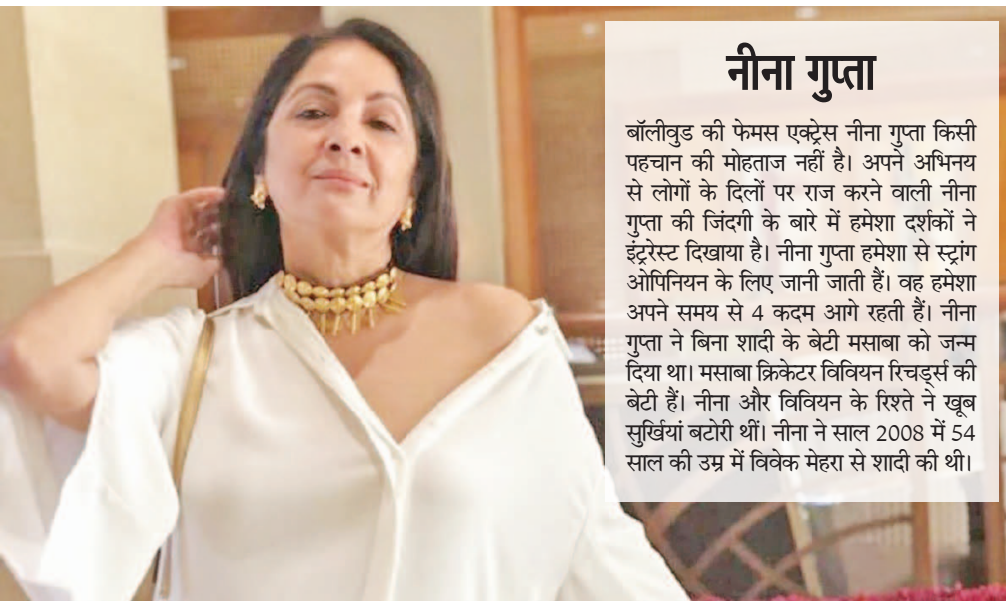 नीना गुप्ता
बॉलीवुड की फेमस एक्ट्रेस नीना गुप्ता किसी
पहचान की मोहताज नहीं है। अपने अभिनय
से लोगों के दिलों पर राज करने वाली नीना
गुप्ता की जिंदगी के बारे में हमेशा दर्शकों ने
इंट्रेस्ट दिखाया है। नीना गुप्ता हमेशा से स्ट्रांग
ओपिनियन के लिए जानी जाती हैं। वह हमेशा
अपने समय से 4 कदम आगे रहती हैं। नीना
गुप्ता ने बिना शादी के बेटी मसाबा को जन्म
दिया था। मसाबा क्रिकेटर विवियन रिचर्ड्स की
बेटी हैं। नीना और विवियन के रिश्ते ने खूब
सुर्खियां बटोरी थीं। नीना ने साल 2008 में 54
साल की उम्र में विवेक मेहरा से शादी की थी।